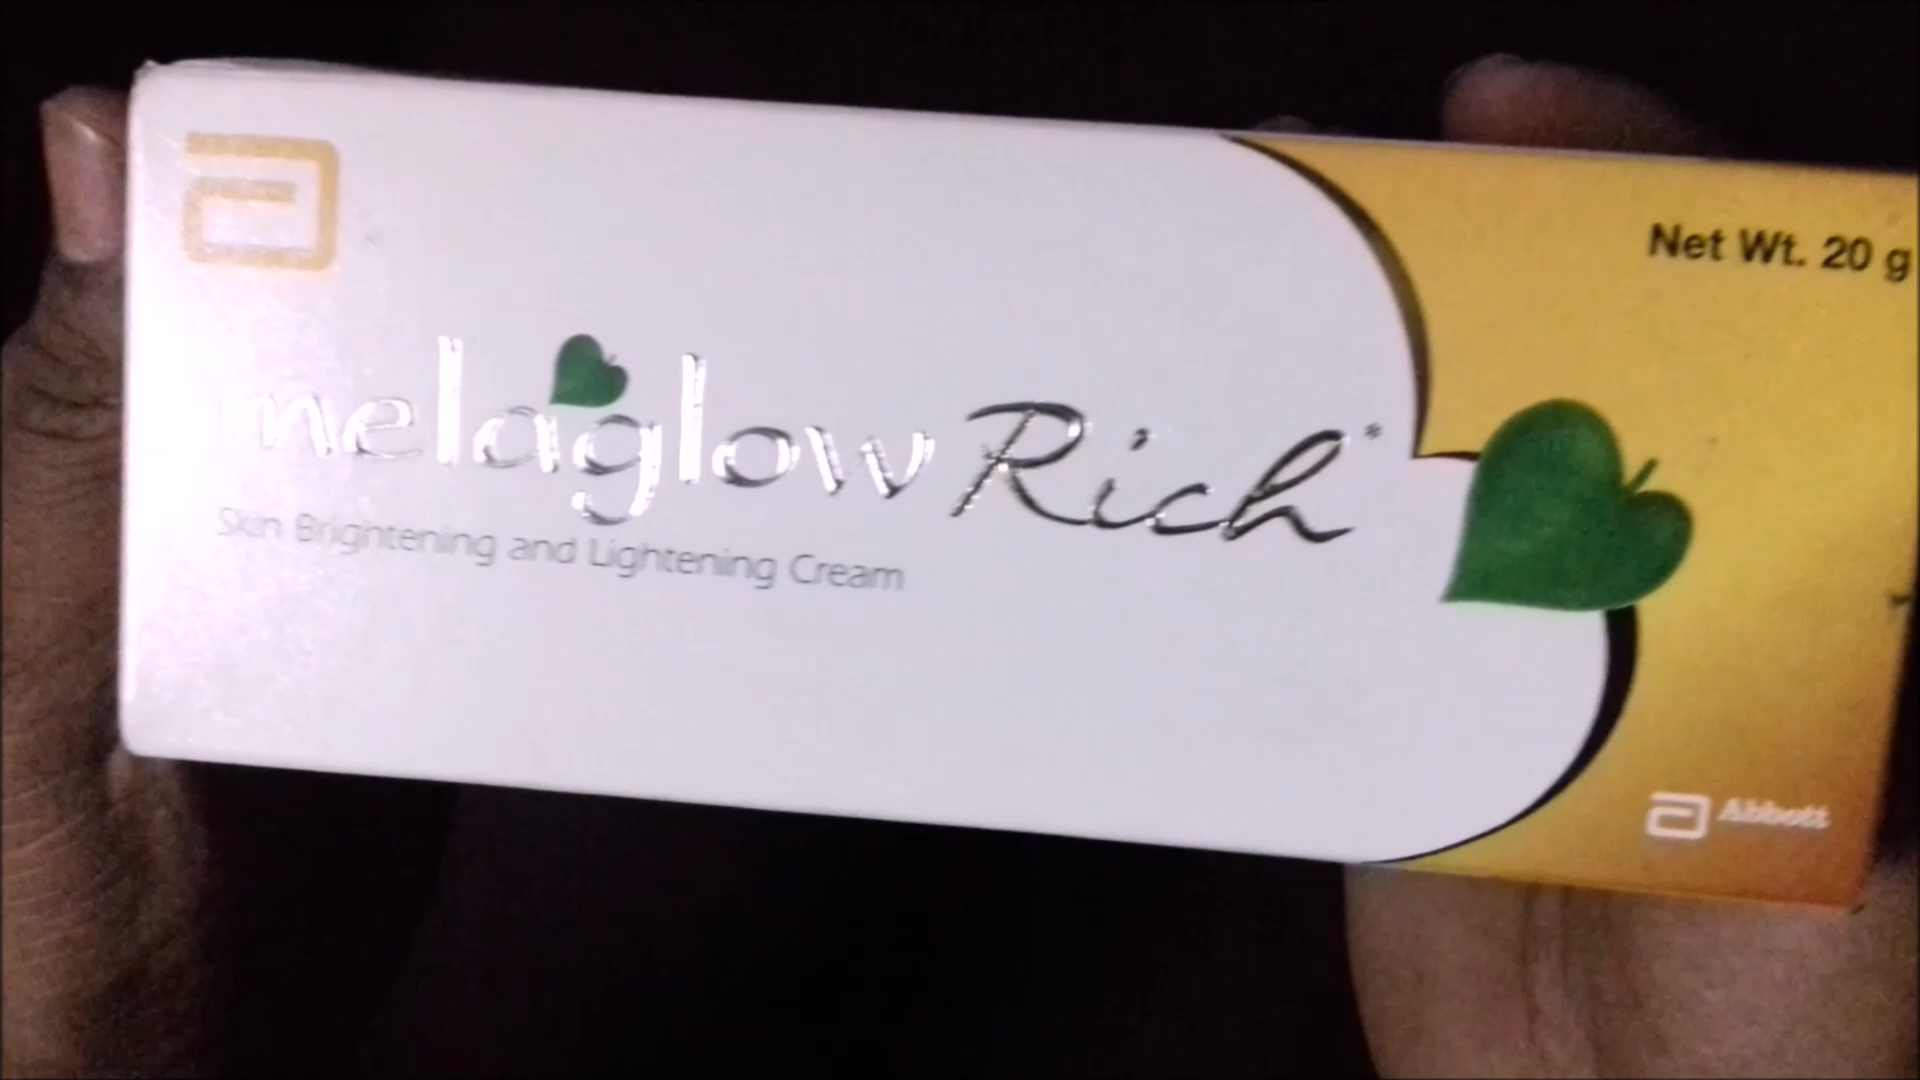 Net Wt. 20 g
melaglow Rich*
Skin Brightening and Lightening Cream
Abbott